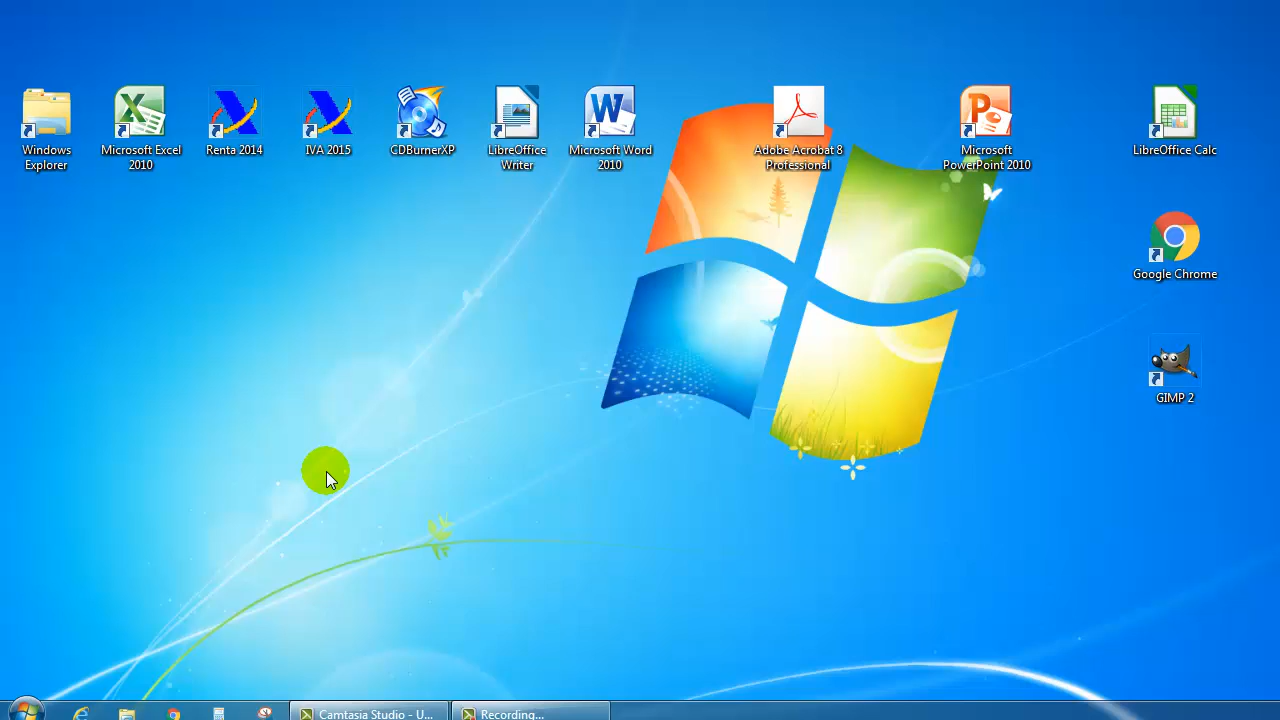 Windows
Explorer
Microsoft Excel
2010
Renta 2014
IVA 2015
CDBurnerXP
LibreOffice
Writer
Microsoft Word
2010
Adobe Acrobat 8
Professional
Microsoft
PowerPoint 2010
LibreOffice Calc
Google Chrome
GIMP 2
Camtasia Studio - U...
Recording...